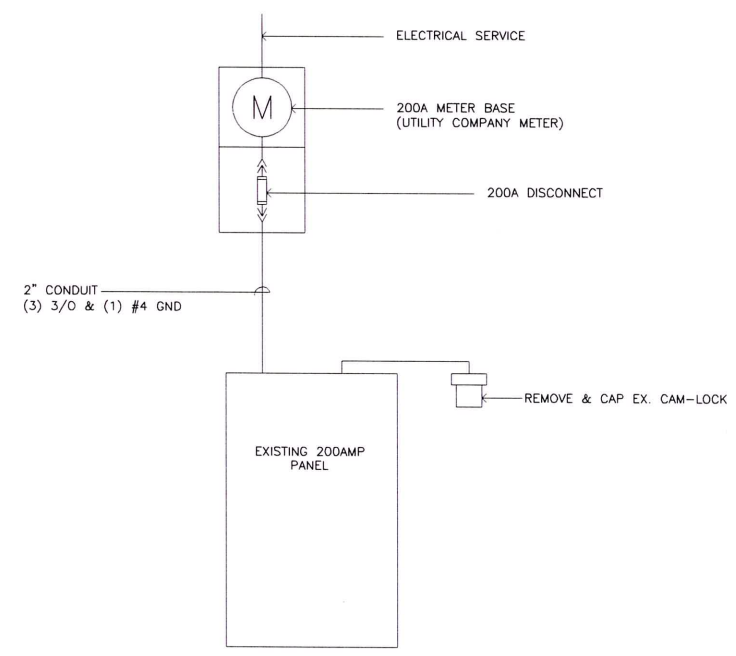 ELECTRICAL SERVICE
M
200A METER BASE
(UTILITY COMPANY METER)
200A DISCONNECT
2" CONDUIT
(3) 3/0 & (1) #4 GND
REMOVE & CAP EX. CAM-LOCK
EXISTING 200AMP
PANEL